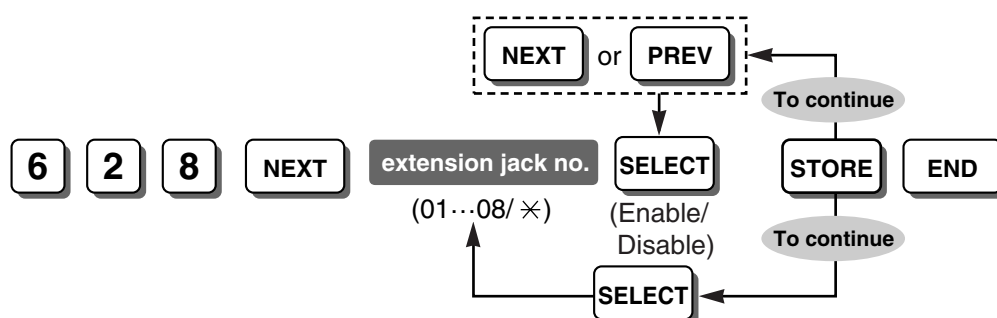 NEXT or PREV
To continue
6 2 8 NEXT extension jack no. SELECT STORE END
(01···08/ ✳) (Enable/
Disable)
To continue
SELECT